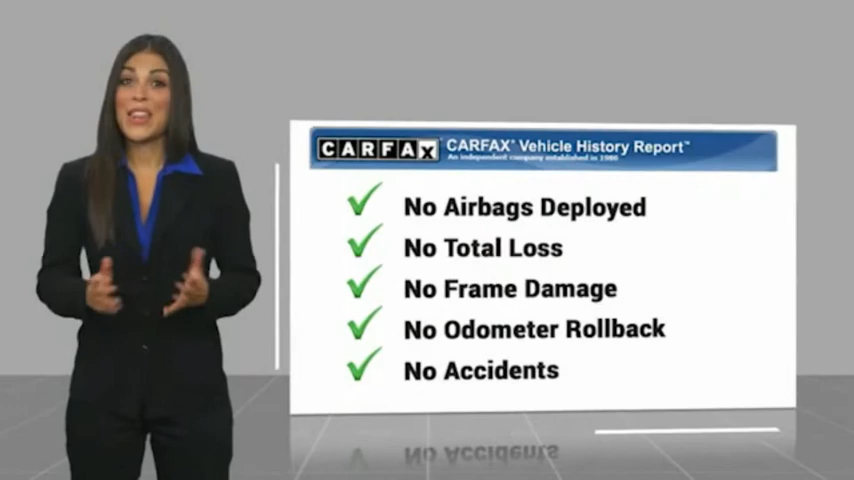 CARFAX CARFAX® Vehicle History Report™
An independent company established in 1986
No Airbags Deployed
No Total Loss
No Frame Damage
No Odometer Rollback
No Accidents
No Accidents